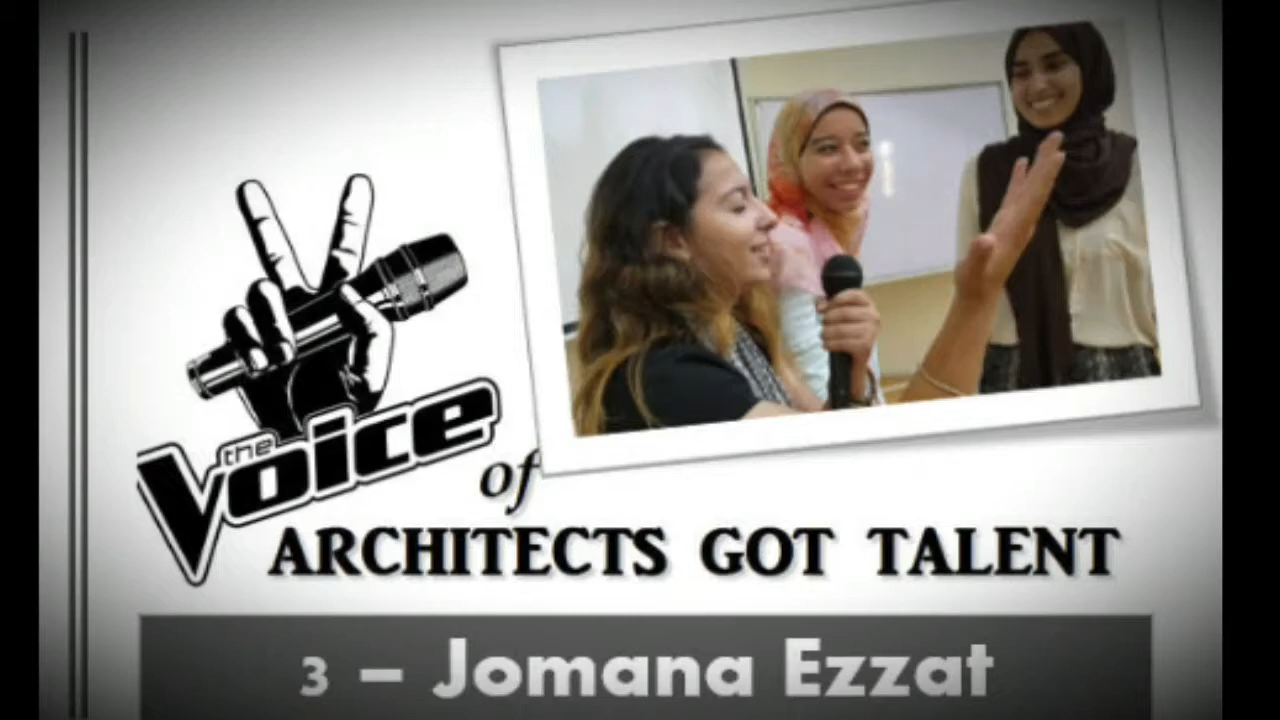 the
Voice
of
ARCHITECTS GOT TALENT
3 – Jomana Ezzat